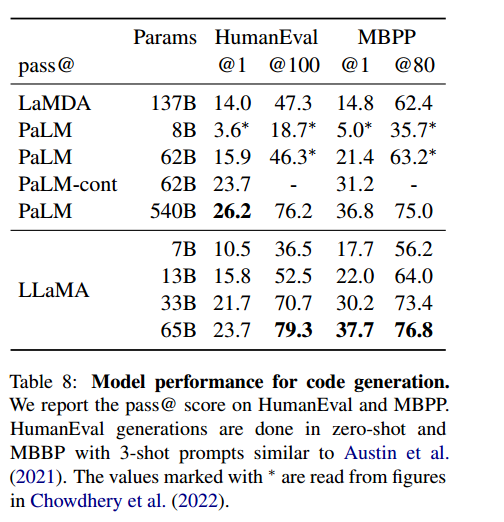 Params HumanEval MBPP
pass@ @1 @100 @1 @80
LaMDA 137B 14.0 47.3 14.8 62.4
PaLM 8B 3.6* 18.7* 5.0* 35.7*
PaLM 62B 15.9 46.3* 21.4 63.2*
PaLM-cont 62B 23.7 - 31.2 -
PaLM 540B 26.2 76.2 36.8 75.0
LLaMA
7B 10.5 36.5 17.7 56.2
13B 15.8 52.5 22.0 64.0
33B 21.7 70.7 30.2 73.4
65B 23.7 79.3 37.7 76.8
Table 8: Model performance for code generation.
We report the pass@ score on HumanEval and MBPP.
HumanEval generations are done in zero-shot and
MBBP with 3-shot prompts similar to Austin et al.
(2021). The values marked with * are read from figures
in Chowdhery et al. (2022).